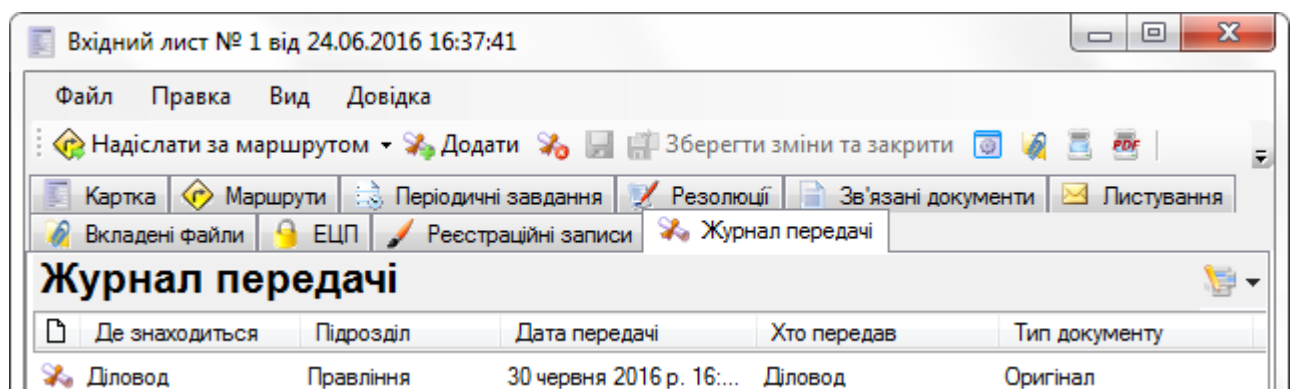 Вхідний лист № 1 від 24.06.2016 16:37:41
Файл Правка Вид Довідка
Надіслати за маршрутом Додати Зберегти зміни та закрити PDF
Картка Маршрути Періодичні завдання Резолюції Зв'язані документи Листування
Вкладені файли ЕЦП Реєстраційні записи Журнал передачі
Журнал передачі
Де знаходиться Підрозділ Дата передачі Хто передав Тип документу
Діловод Правління 30 червня 2016 р. 16:... Діловод Оригінал